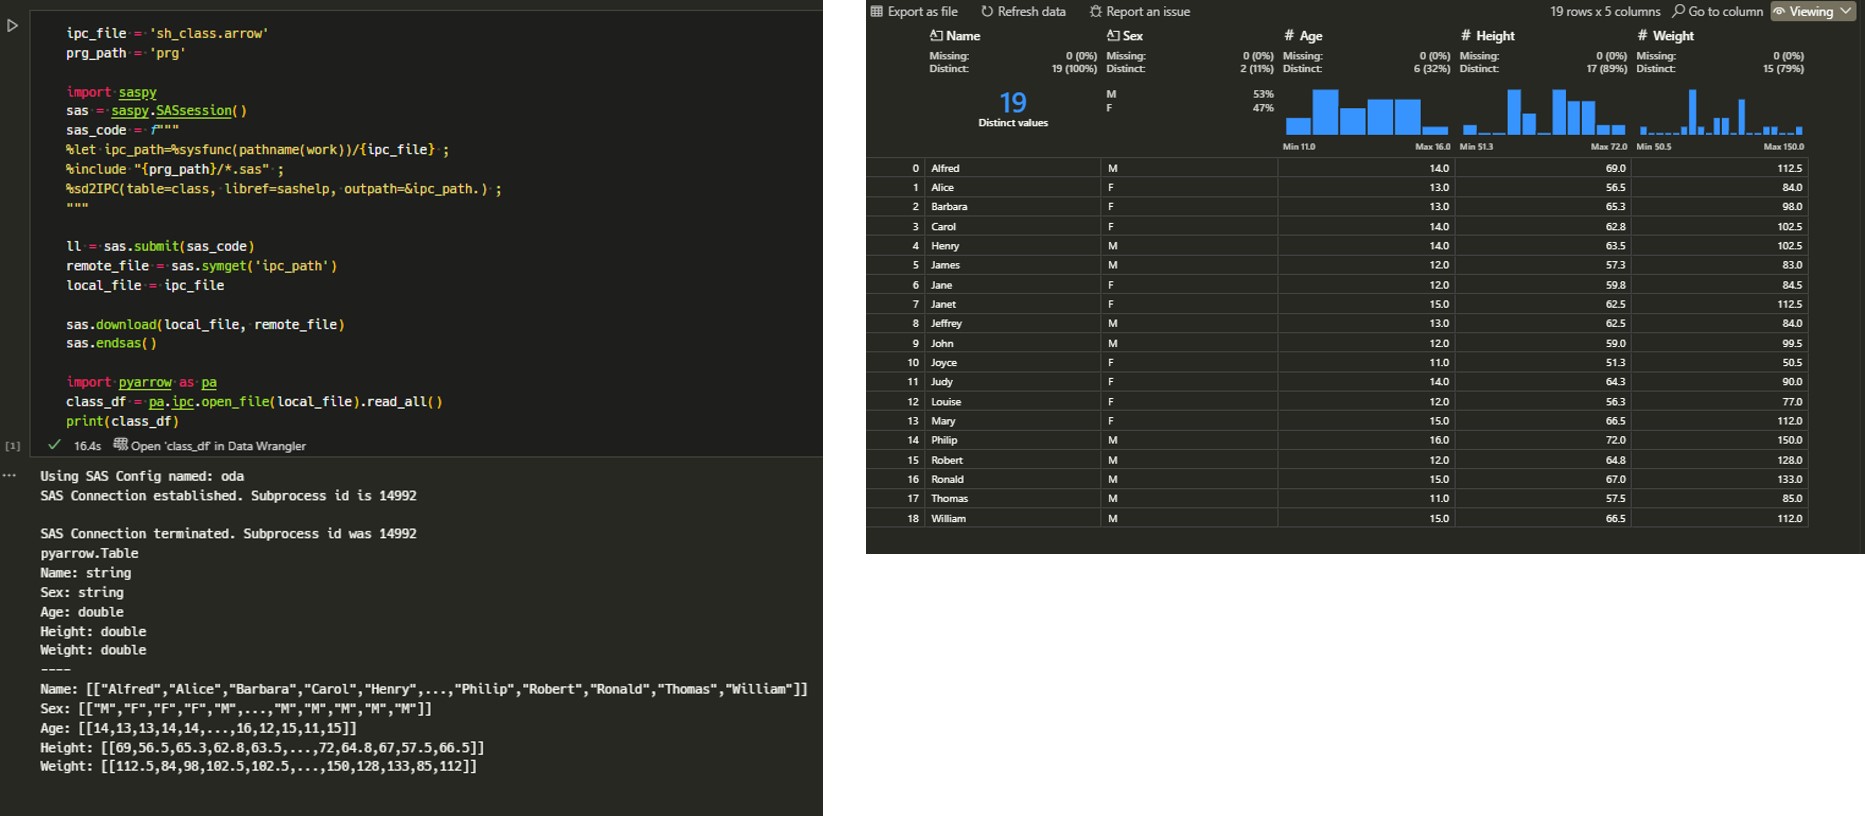 ipc_file = 'sh_class.arrow'
prg_path = 'prg'
import saspy
sas = saspy.SASsession()
sas_code = f"""
%let ipc_path=%sysfunc(pathname(work))/{ipc_file} ;
%include "{prg_path}/*.sas" ;
%sd2IPC(table=class, libref=sashelp, outpath=&ipc_path.) ;
"""
ll = sas.submit(sas_code)
remote_file = sas.symget('ipc_path')
local_file = ipc_file
sas.download(local_file, remote_file)
sas.endsas()
import pyarrow as pa
class_df = pa.ipc.open_file(local_file).read_all()
print(class_df)
[1] 16.4s Open 'class_df' in Data Wrangler
... Using SAS Config named: oda
SAS Connection established. Subprocess id is 14992
SAS Connection terminated. Subprocess id was 14992
pyarrow.Table
Name: string
Sex: string
Age: double
Height: double
Weight: double
----
Name: [["Alfred","Alice","Barbara","Carol","Henry",...,"Philip","Robert","Ronald","Thomas","William"]]
Sex: [["M","F","F","F","M",...,"M","M","M","M","M"]]
Age: [[14,13,13,14,14,...,16,12,15,11,15]]
Height: [[69,56.5,65.3,62.8,63.5,...,72,64.8,67,57.5,66.5]]
Weight: [[112.5,84,98,102.5,102.5,...,150,128,133,85,112]]
Export as file Refresh data Report an issue 19 rows x 5 columns Go to column Viewing
Name Sex # Age # Height # Weight
Missing: 0 (0%) Missing: 0 (0%) Missing: 0 (0%) Missing: 0 (0%) Missing: 0 (0%)
Distinct: 19 (100%) Distinct: 2 (11%) Distinct: 6 (32%) Distinct: 17 (89%) Distinct: 15 (79%)
19 M 53%
Distinct values F 47%
Min 11.0 Max 16.0 Min 51.3 Max 72.0 Min 50.5 Max 150.0
0 Alfred M 14.0 69.0 112.5
1 Alice F 13.0 56.5 84.0
2 Barbara F 13.0 65.3 98.0
3 Carol F 14.0 62.8 102.5
4 Henry M 14.0 63.5 102.5
5 James M 12.0 57.3 83.0
6 Jane F 12.0 59.8 84.5
7 Janet F 15.0 62.5 112.5
8 Jeffrey M 13.0 62.5 84.0
9 John M 12.0 59.0 99.5
10 Joyce F 11.0 51.3 50.5
11 Judy F 14.0 64.3 90.0
12 Louise F 12.0 56.3 77.0
13 Mary F 15.0 66.5 112.0
14 Philip M 16.0 72.0 150.0
15 Robert M 12.0 64.8 128.0
16 Ronald M 15.0 67.0 133.0
17 Thomas M 11.0 57.5 85.0
18 William M 15.0 66.5 112.0